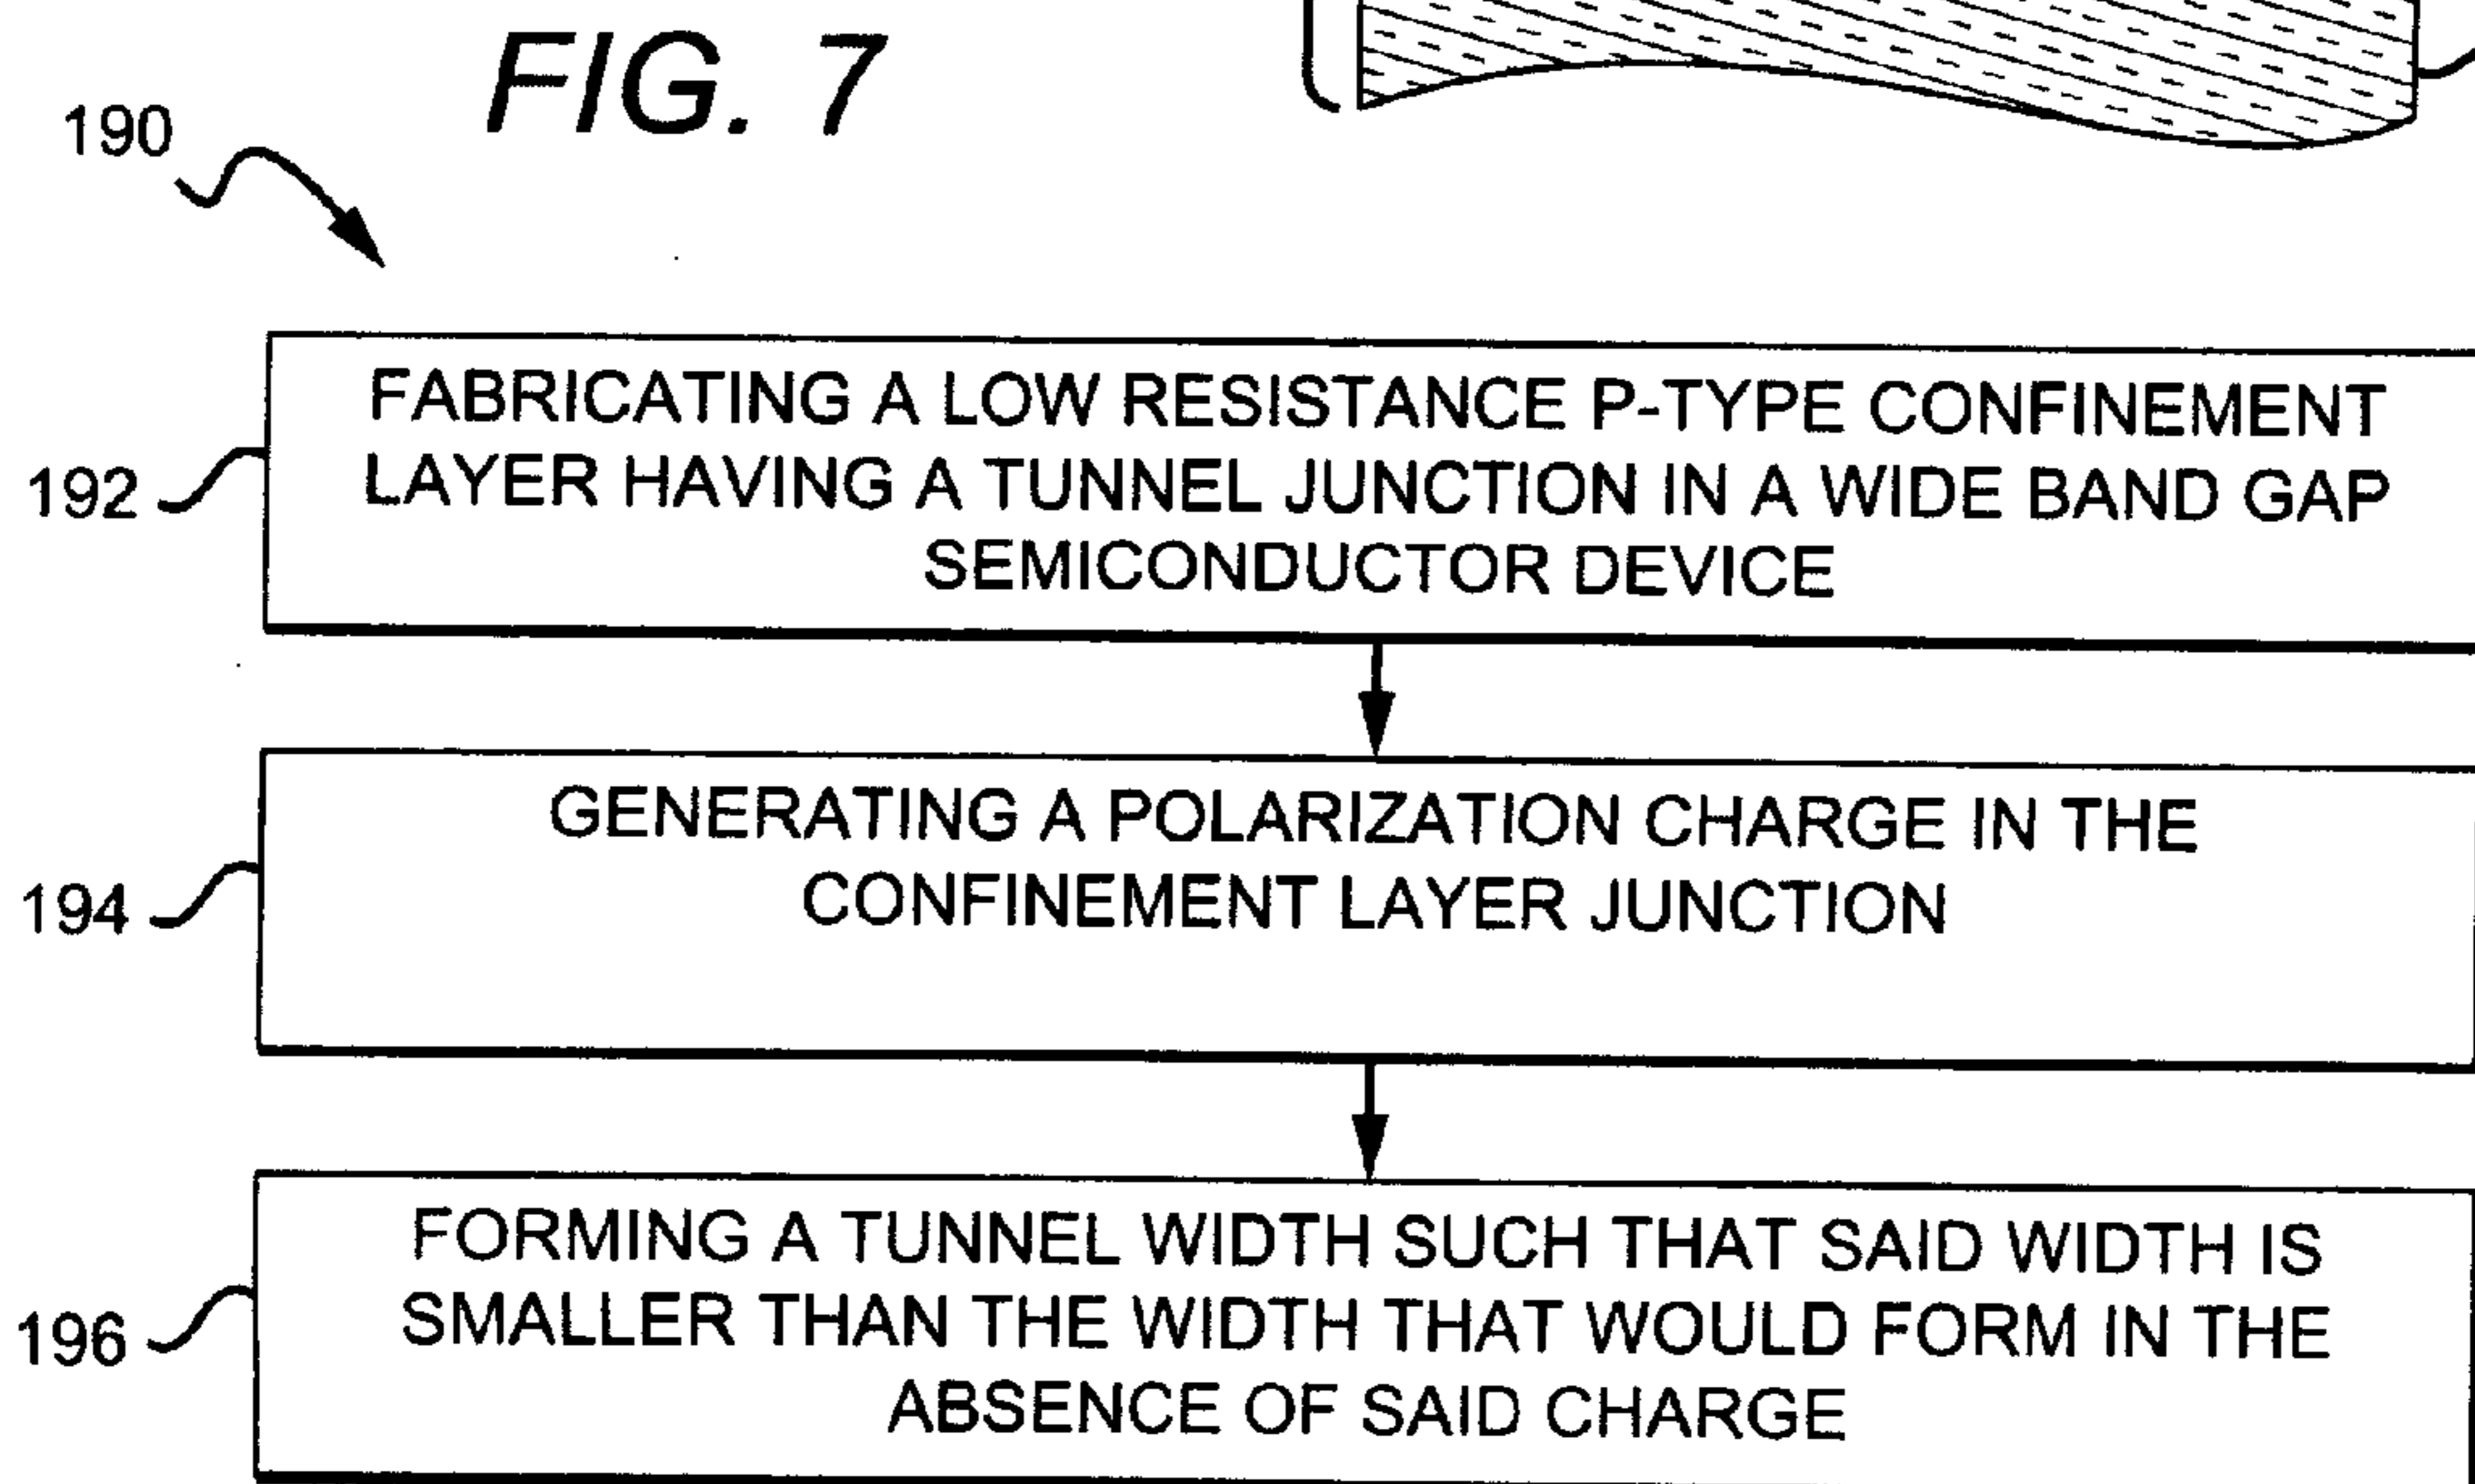 FIG. 7
190
FABRICATING A LOW RESISTANCE P-TYPE CONFINEMENT
LAYER HAVING A TUNNEL JUNCTION IN A WIDE BAND GAP
SEMICONDUCTOR DEVICE
192
GENERATING A POLARIZATION CHARGE IN THE
CONFINEMENT LAYER JUNCTION
194
FORMING A TUNNEL WIDTH SUCH THAT SAID WIDTH IS
SMALLER THAN THE WIDTH THAT WOULD FORM IN THE
ABSENCE OF SAID CHARGE
196